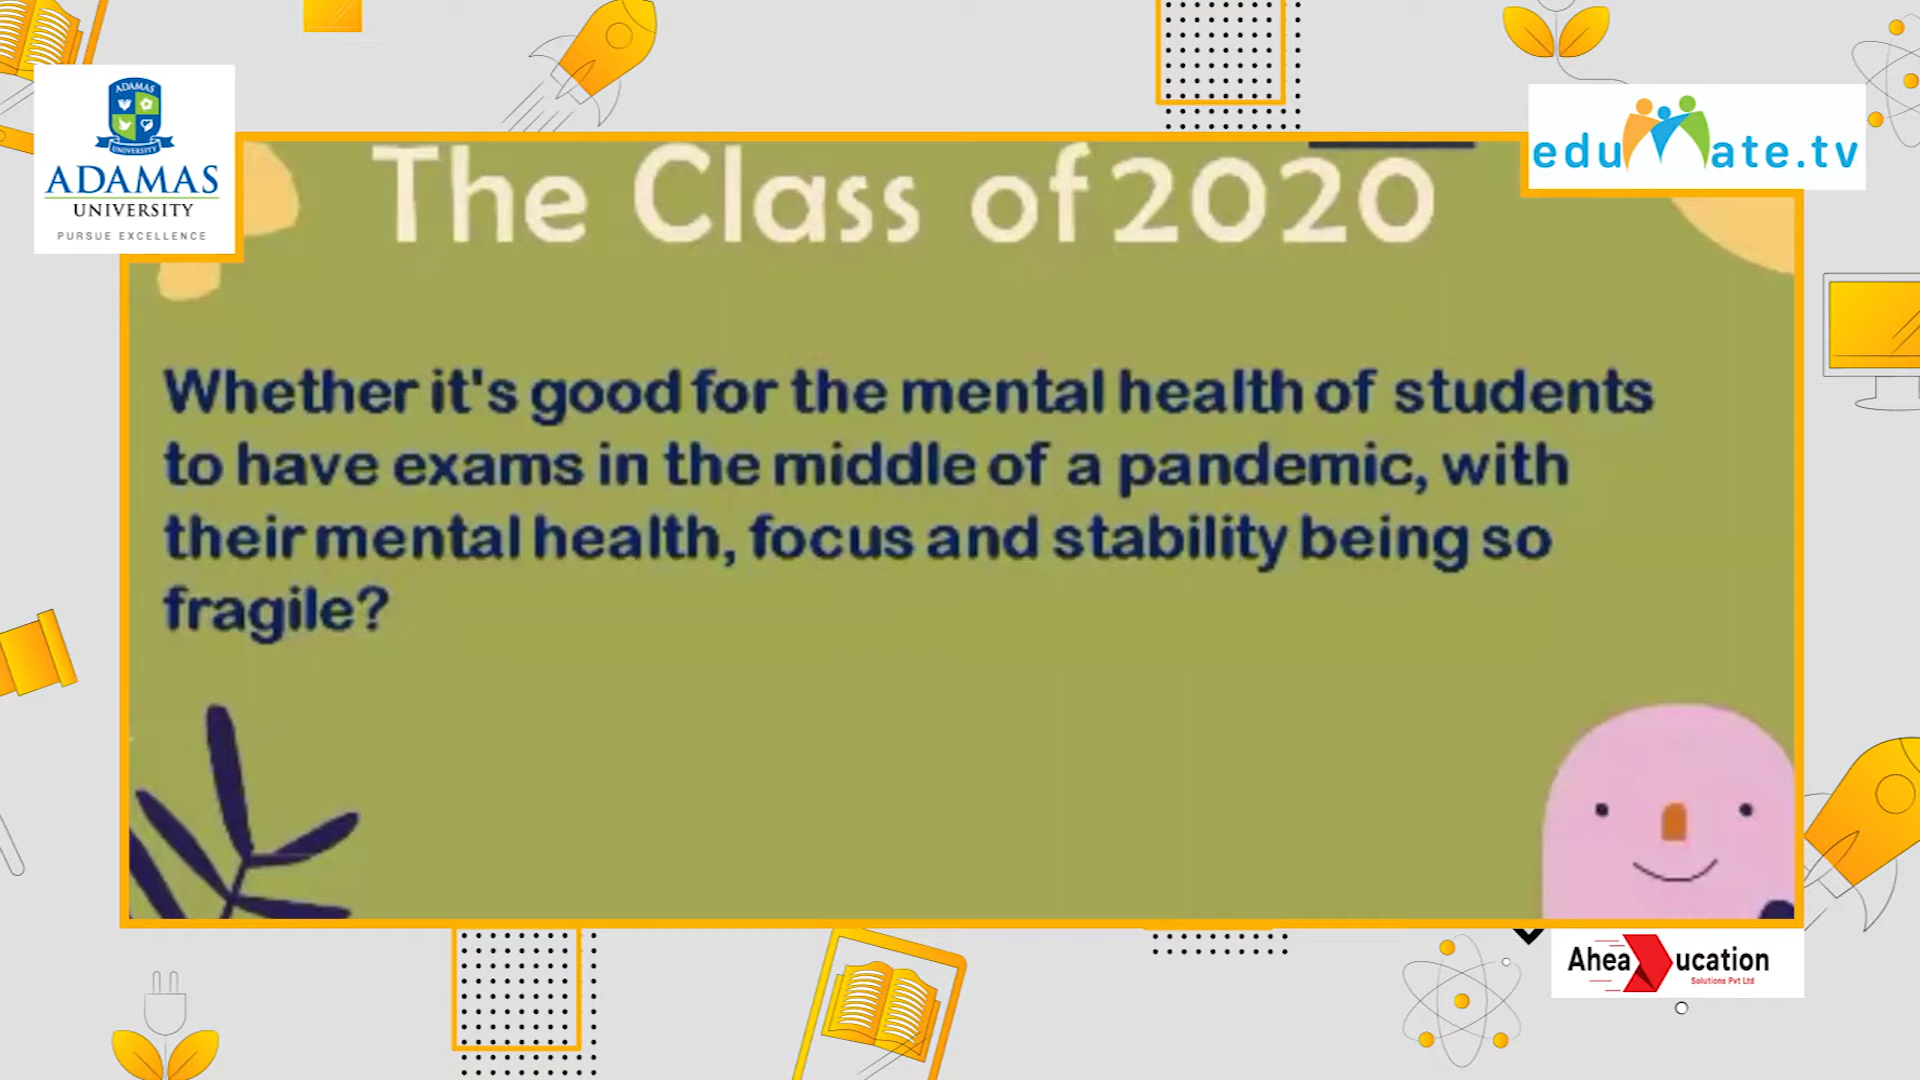 ADAMAS
UNIVERSITY
ADAMAS
UNIVERSITY
PURSUE EXCELLENCE
edu ate.tv
The Class of 2020
Whether it's good for the mental health of students
to have exams in the middle of a pandemic, with
their mental health, focus and stability being so
fragile?
Ahea ucation
Solutions Pvt Ltd